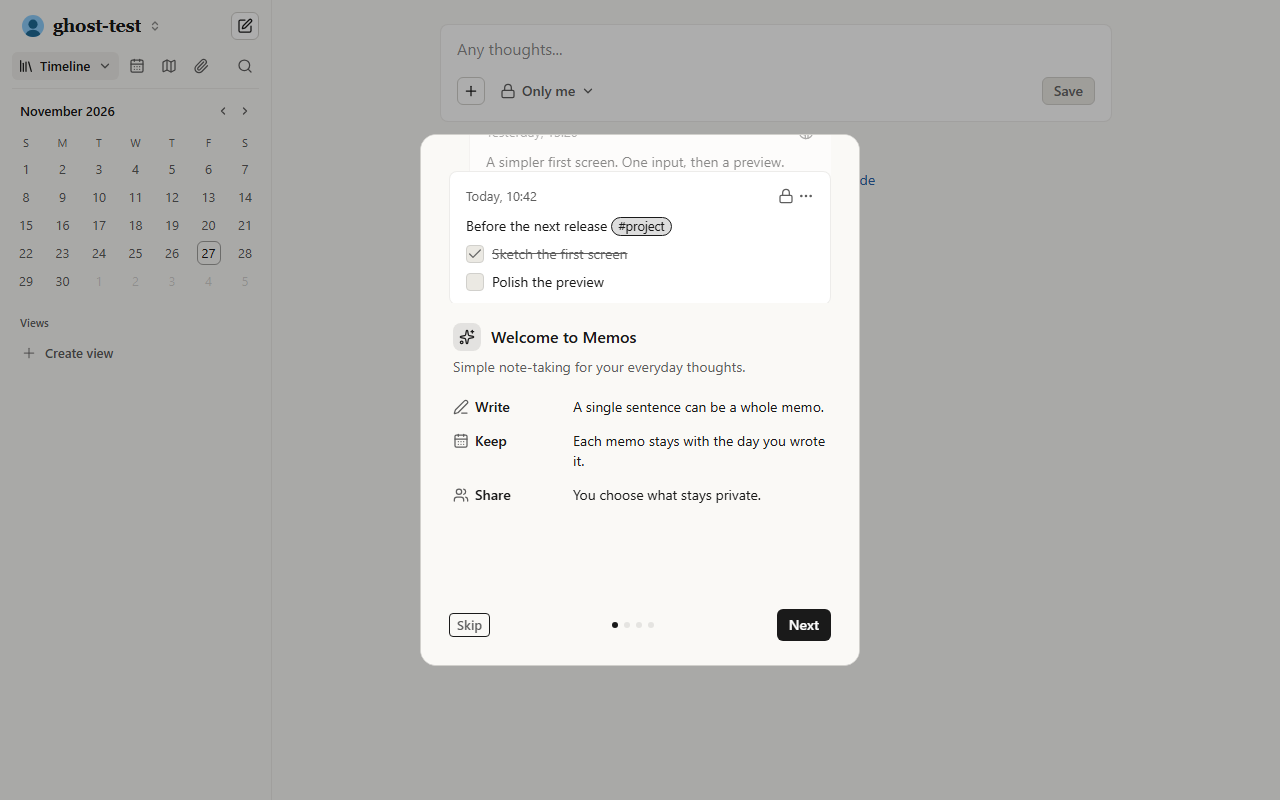 ghost-test
Timeline
November 2026
S M T W T F S
1 2 3 4 5 6 7
8 9 10 11 12 13 14
15 16 17 18 19 20 21
22 23 24 25 26 27 28
29 30 1 2 3 4 5
Views
Create view
Any thoughts...
Only me
Save
de
A simpler first screen. One input, then a preview.
Today, 10:42
Before the next release #project
Sketch the first screen
Polish the preview
Welcome to Memos
Simple note-taking for your everyday thoughts.
Write A single sentence can be a whole memo.
Keep Each memo stays with the day you wrote
it.
Share You choose what stays private.
Skip
Next